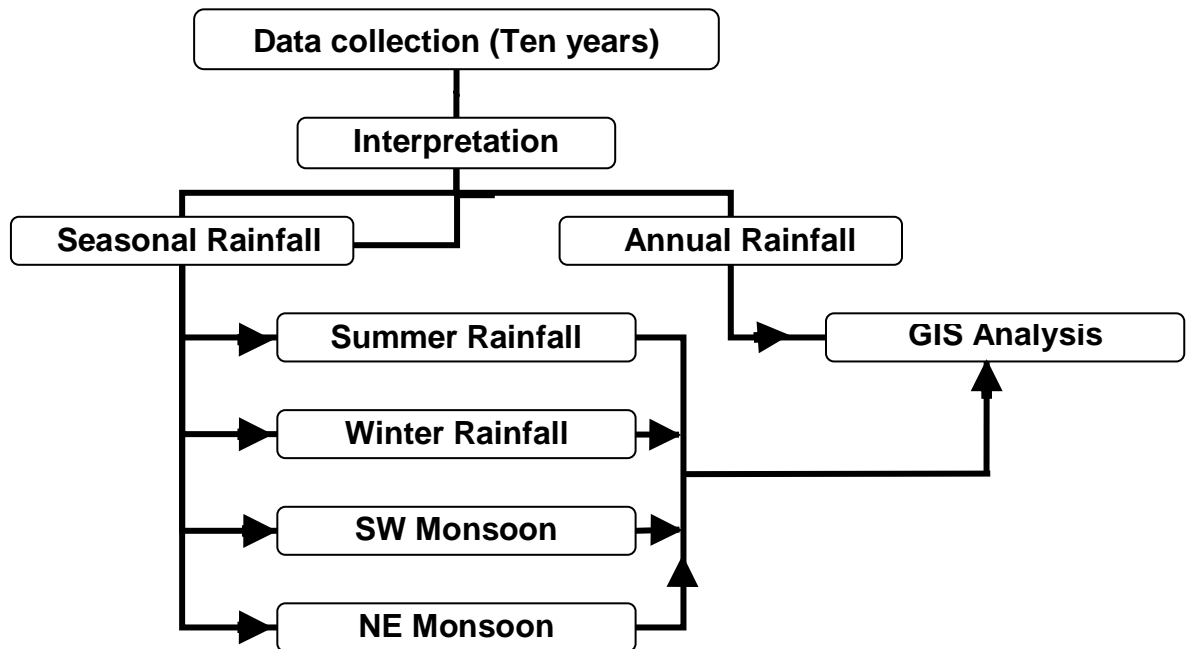 Data collection (Ten years)
Interpretation
Seasonal Rainfall
Annual Rainfall
Summer Rainfall
GIS Analysis
Winter Rainfall
SW Monsoon
NE Monsoon